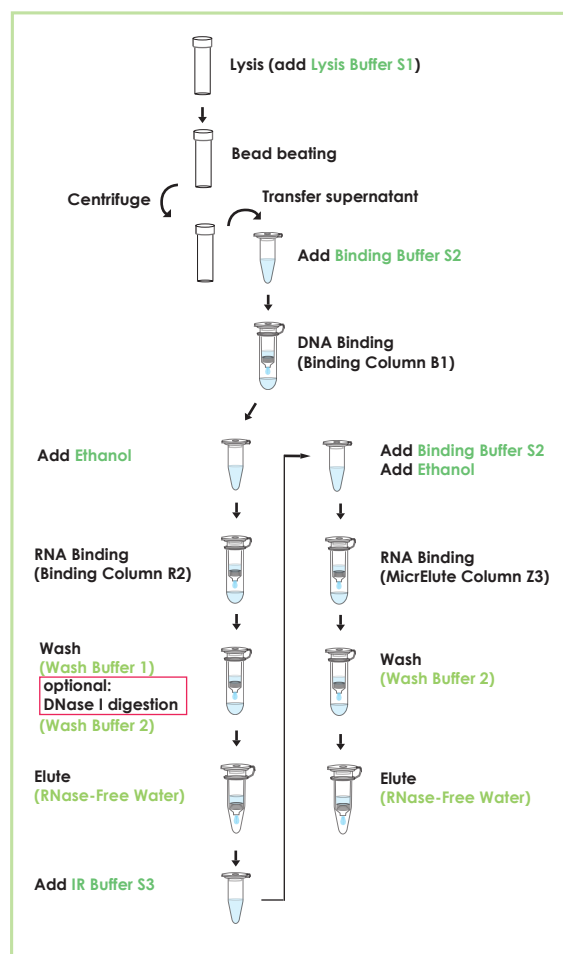 Lysis (add Lysis Buffer S1)
Bead beating
Centrifuge
Transfer supernatant
Add Binding Buffer S2
DNA Binding
(Binding Column B1)
Add Ethanol
RNA Binding
(Binding Column R2)
Wash
(Wash Buffer 1)
optional:
DNase I digestion
(Wash Buffer 2)
Elute
(RNase-Free Water)
Add IR Buffer S3
Add Binding Buffer S2
Add Ethanol
RNA Binding
(MicrElute Column Z3)
Wash
(Wash Buffer 2)
Elute
(RNase-Free Water)